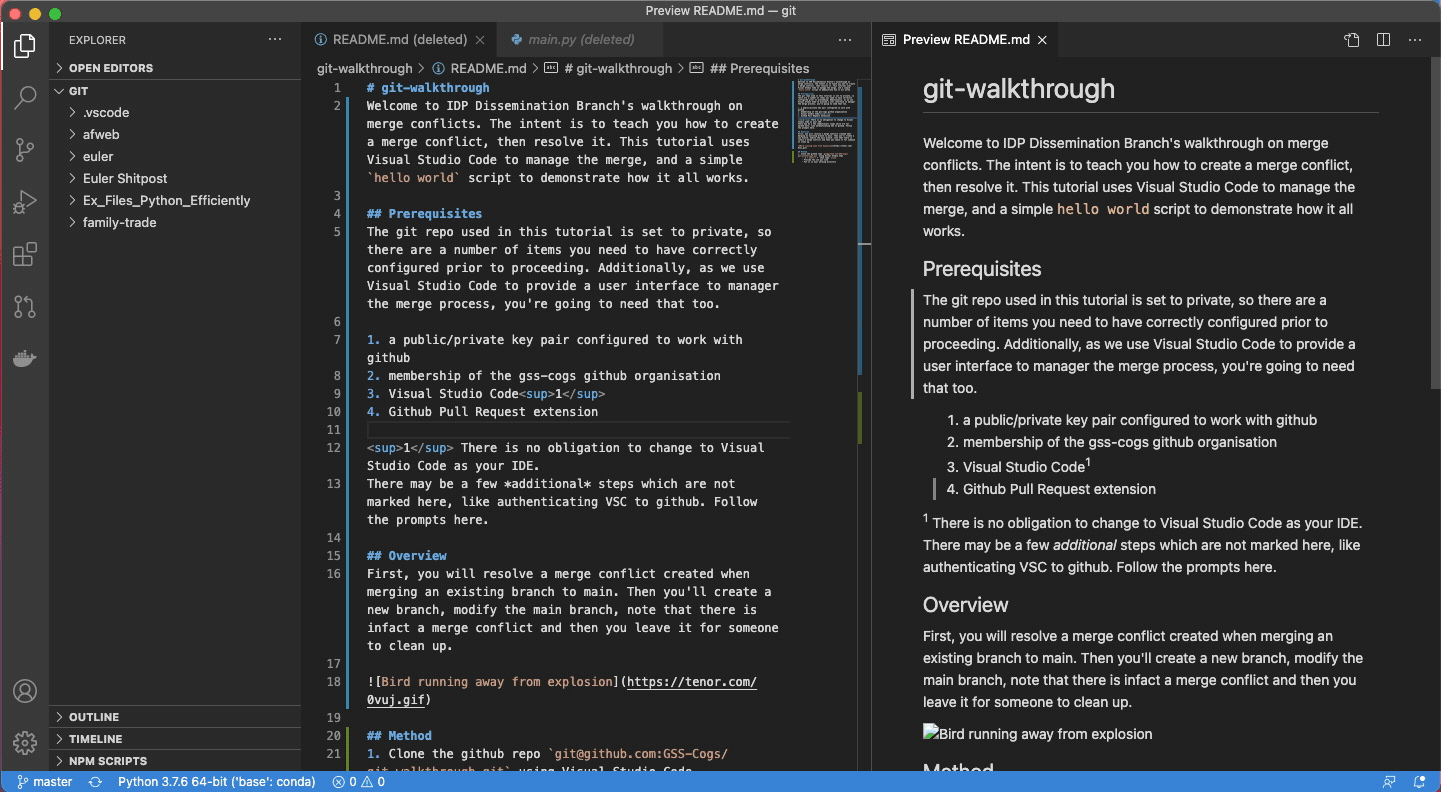 Preview README.md — git
EXPLORER
OPEN EDITORS
GIT
.vscode
afweb
euler
Euler Shitpost
Ex_Files_Python_Efficiently
family-trade
OUTLINE
TIMELINE
NPM SCRIPTS
README.md (deleted)
main.py (deleted)
git-walkthrough > README.md > # git-walkthrough > ## Prerequisites
1 # git-walkthrough
2 Welcome to IDP Dissemination Branch's walkthrough on
merge conflicts. The intent is to teach you how to create
a merge conflict, then resolve it. This tutorial uses
Visual Studio Code to manage the merge, and a simple
`hello world` script to demonstrate how it all works.
3
4 ## Prerequisites
5 The git repo used in this tutorial is set to private, so
there are a number of items you need to have correctly
configured prior to proceeding. Additionally, as we use
Visual Studio Code to provide a user interface to manager
the merge process, you're going to need that too.
6
7 1. a public/private key pair configured to work with
github
8 2. membership of the gss-cogs github organisation
9 3. Visual Studio Code<sup>1</sup>
10 4. Github Pull Request extension
11
12 <sup>1</sup> There is no obligation to change to Visual
Studio Code as your IDE.
13 There may be a few *additional* steps which are not
marked here, like authenticating VSC to github. Follow
the prompts here.
14
15 ## Overview
16 First, you will resolve a merge conflict created when
merging an existing branch to main. Then you'll create a
new branch, modify the main branch, note that there is
infact a merge conflict and then you leave it for someone
to clean up.
17
18 ![Bird running away from explosion](https://tenor.com/
0vuj.gif)
19
20 ## Method
21 1. Clone the github repo `git@github.com:GSS-Cogs/
git-walkthrough.git` using Visual Studio Code
Preview README.md
git-walkthrough
Welcome to IDP Dissemination Branch's walkthrough on merge
conflicts. The intent is to teach you how to create a merge conflict,
then resolve it. This tutorial uses Visual Studio Code to manage the
merge, and a simple hello world script to demonstrate how it all
works.
Prerequisites
The git repo used in this tutorial is set to private, so there are a
number of items you need to have correctly configured prior to
proceeding. Additionally, as we use Visual Studio Code to provide a
user interface to manager the merge process, you're going to need
that too.
1. a public/private key pair configured to work with github
2. membership of the gss-cogs github organisation
3. Visual Studio Code1
4. Github Pull Request extension
1 There is no obligation to change to Visual Studio Code as your IDE.
There may be a few additional steps which are not marked here, like
authenticating VSC to github. Follow the prompts here.
Overview
First, you will resolve a merge conflict created when merging an
existing branch to main. Then you'll create a new branch, modify the
main branch, note that there is infact a merge conflict and then you
leave it for someone to clean up.
Bird running away from explosion
Method
master
Python 3.7.6 64-bit ('base': conda)
0
0